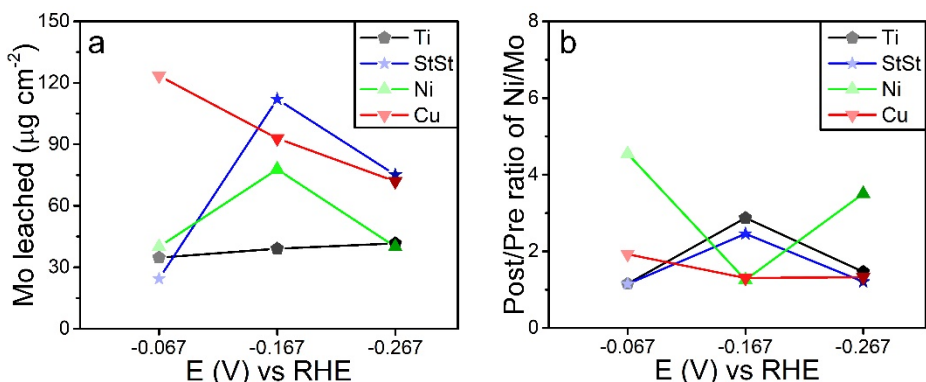 a
Mo leached (μg cm⁻²)
150
120
90
60
30
0
Ti
StSt
Ni
Cu
-0.067
-0.167
-0.267
E (V) vs RHE
b
Post/Pre ratio of Ni/Mo
8
6
4
2
0
Ti
StSt
Ni
Cu
-0.067
-0.167
-0.267
E (V) vs RHE